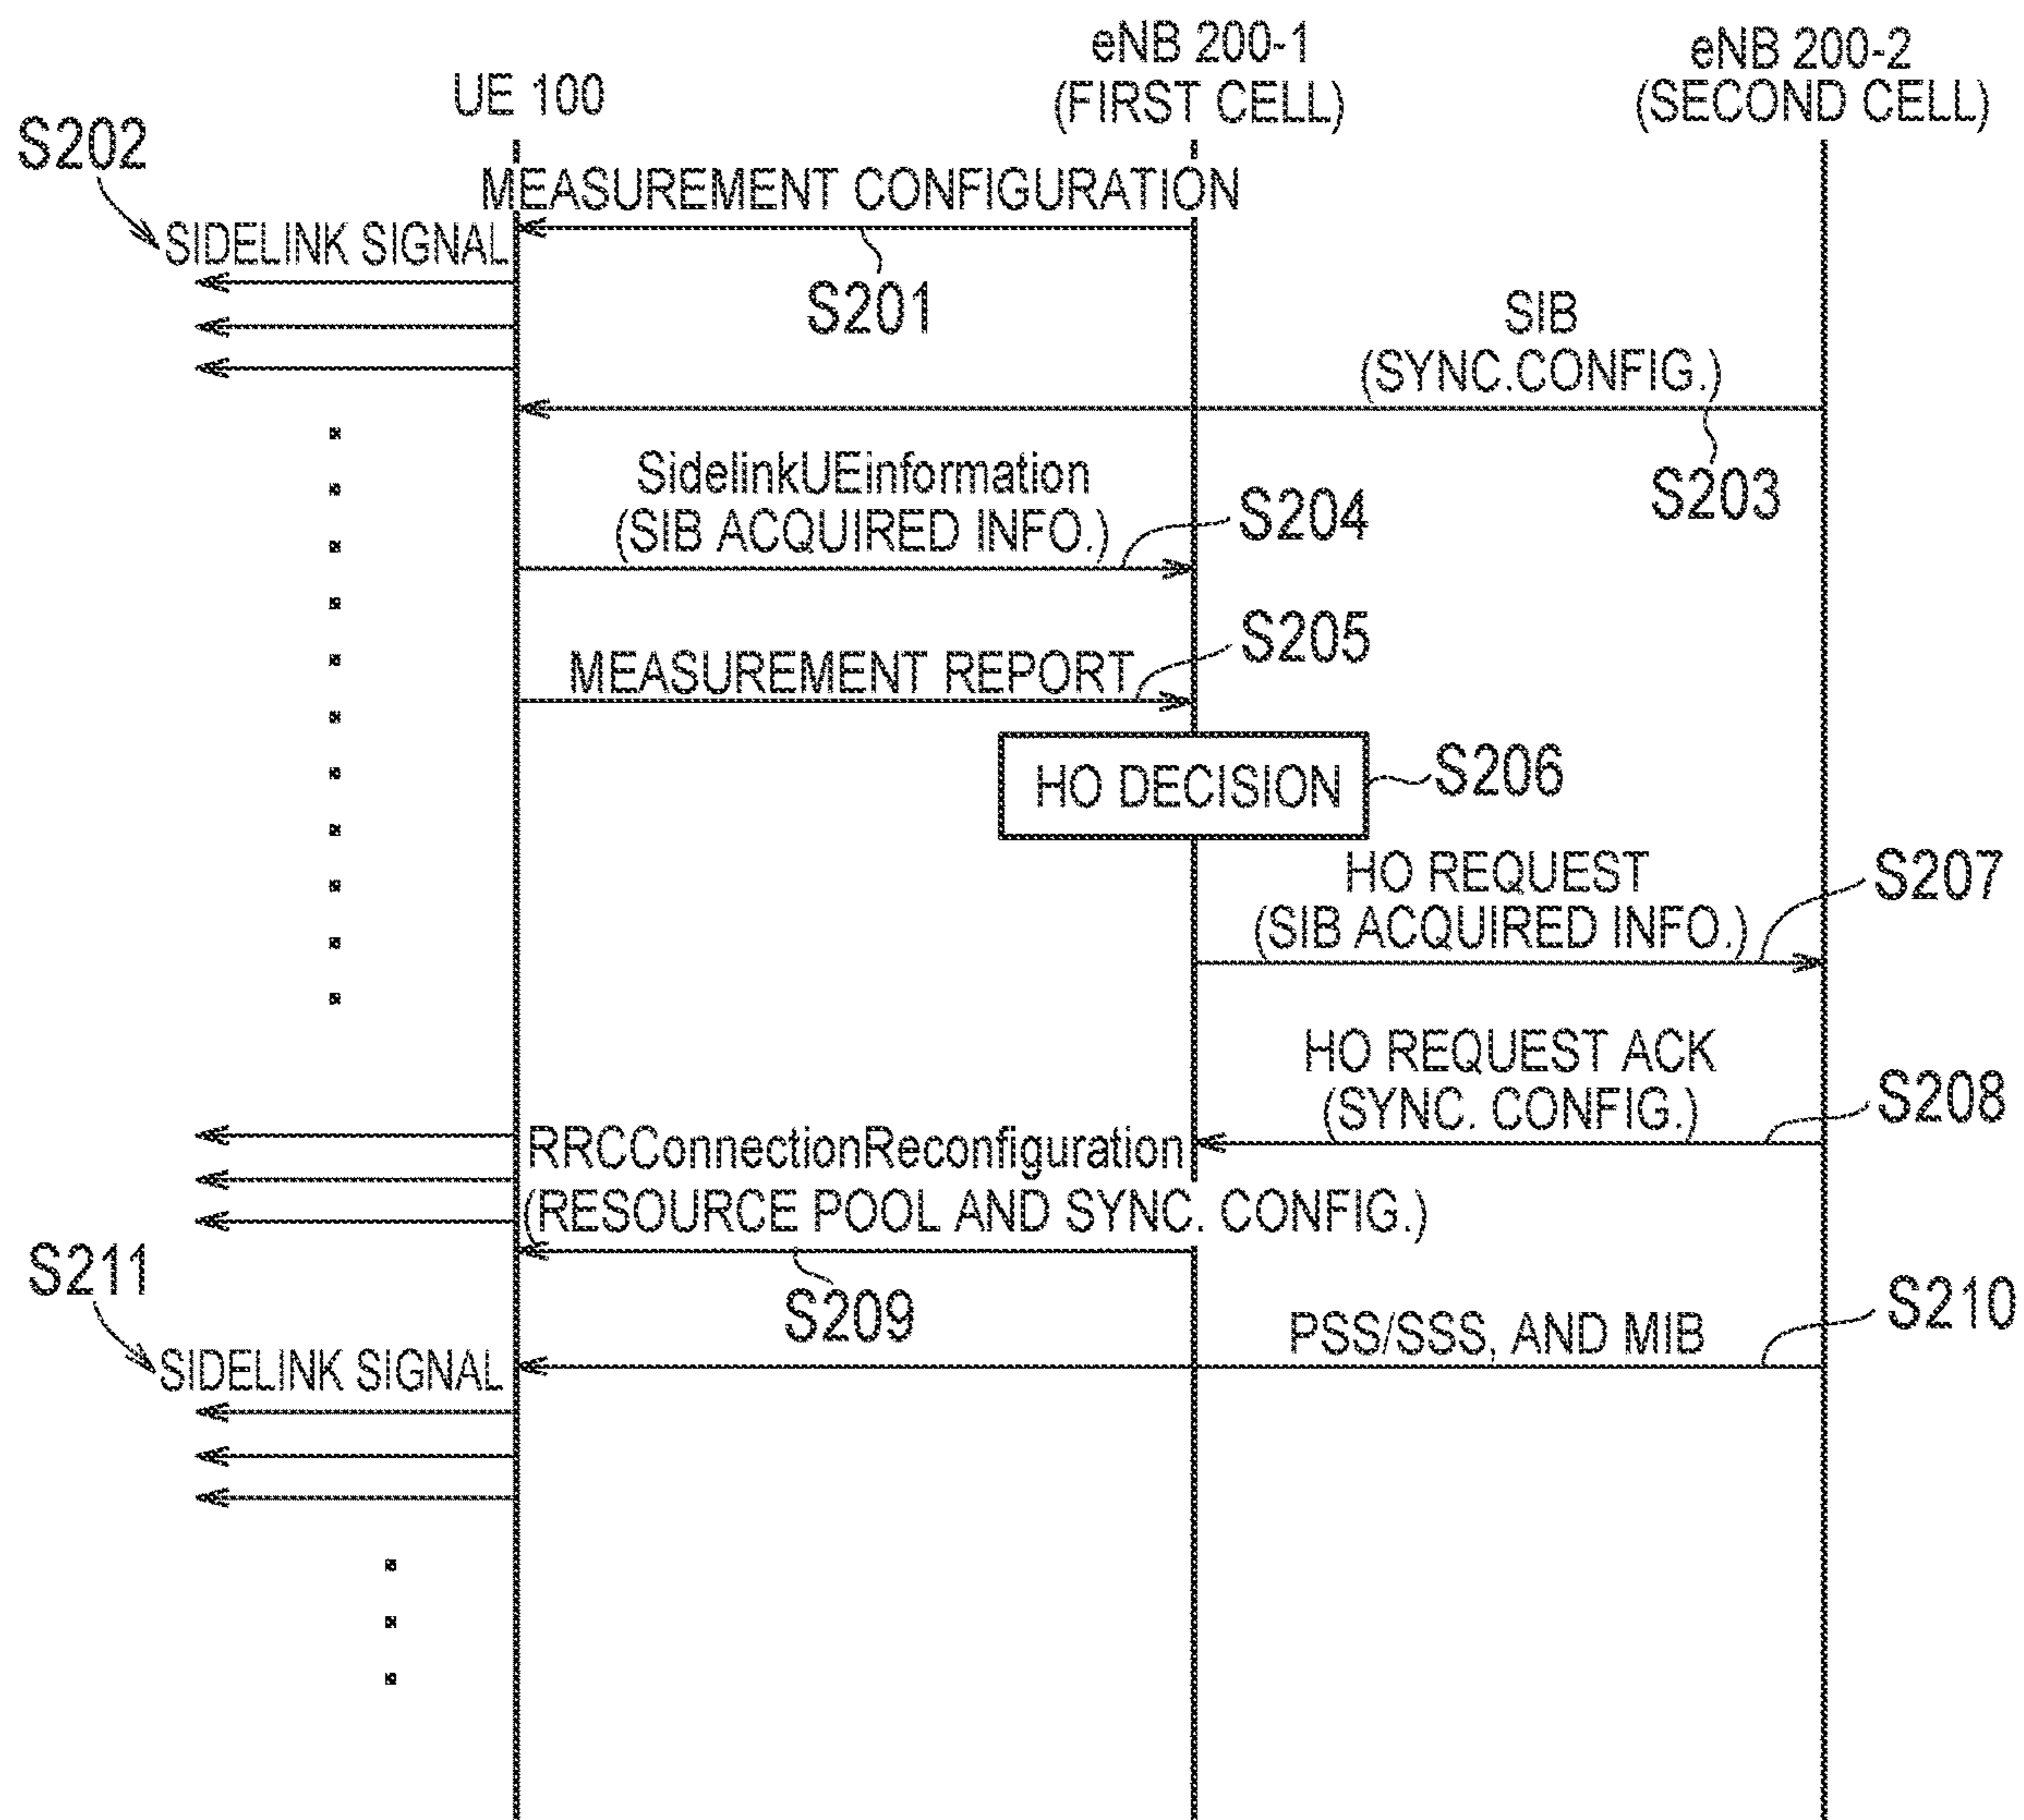 UE 100
eNB 200-1
(FIRST CELL)
eNB 200-2
(SECOND CELL)
S202
MEASUREMENT CONFIGURATION
SIDELINK SIGNAL
S201
SIB
(SYNC.CONFIG.)
S203
SidelinkUEinformation
(SIB ACQUIRED INFO.)
S204
MEASUREMENT REPORT
S205
HO DECISION
S206
HO REQUEST
(SIB ACQUIRED INFO.)
S207
HO REQUEST ACK
(SYNC. CONFIG.)
S208
RRCConnectionReconfiguration
(RESOURCE POOL AND SYNC. CONFIG.)
S209
S211
PSS/SSS, AND MIB
S210
SIDELINK SIGNAL